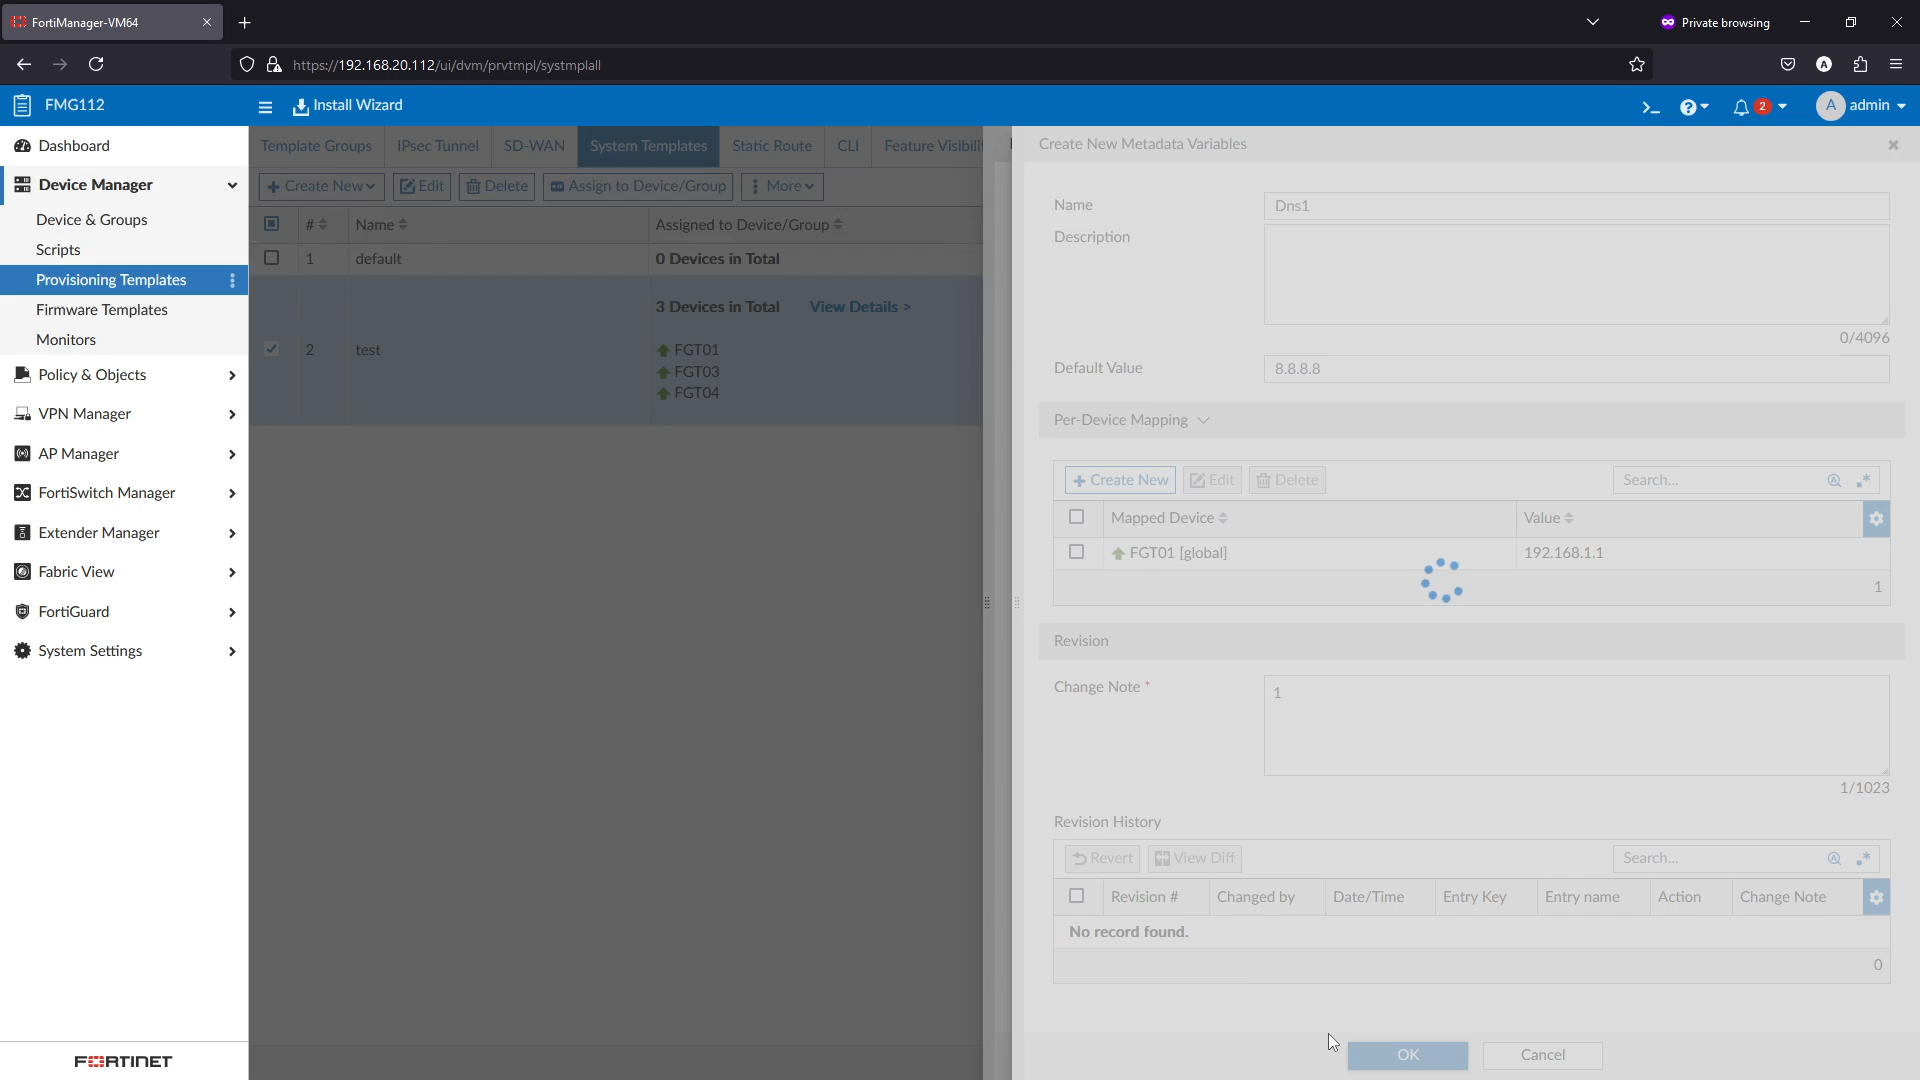 FortiManager-VM64
Private browsing
https://192.168.20.112/ui/dvm/prvtmpl/systmplall
FMG112
Install Wizard
2
A
admin
Dashboard
Device Manager
Device & Groups
Scripts
Provisioning Templates
Firmware Templates
Monitors
Policy & Objects
VPN Manager
AP Manager
FortiSwitch Manager
Extender Manager
Fabric View
FortiGuard
System Settings
FORTINET
Template Groups
IPsec Tunnel
SD-WAN
System Templates
Static Route
CLI
Feature Visibili
Create New
Edit
Delete
Assign to Device/Group
More
# Name Assigned to Device/Group
1 default 0 Devices in Total
3 Devices in Total View Details >
2 test FGT01
FGT03
FGT04
Create New Metadata Variables
Name Dns1
Description
0/4096
Default Value 8.8.8.8
Per-Device Mapping
Create New Edit Delete Search...
Mapped Device Value
FGT01 [global] 192.168.1.1
1
Revision
Change Note * 1
1/1023
Revision History
Revert View Diff Search...
Revision # Changed by Date/Time Entry Key Entry name Action Change Note
No record found.
0
OK Cancel